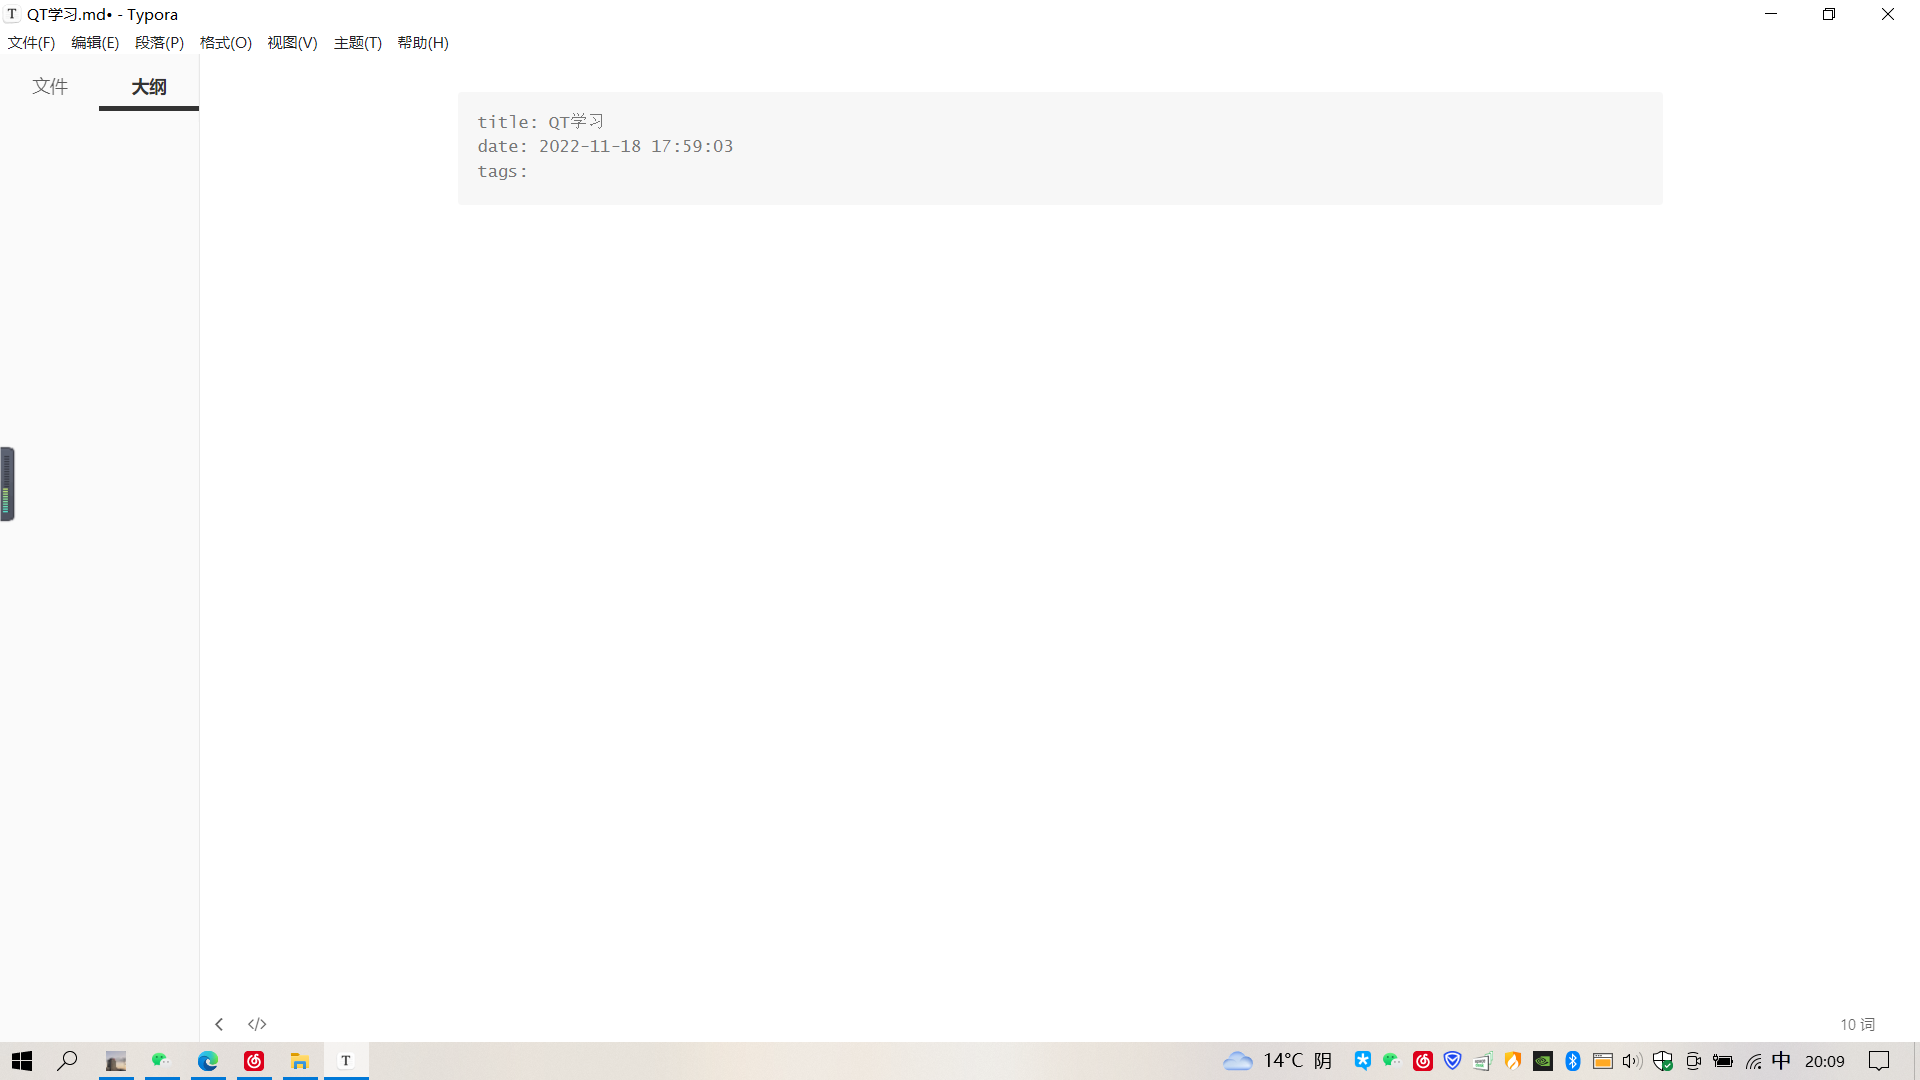 T QT学习.md• - Typora
文件(F) 编辑(E) 段落(P) 格式(O) 视图(V) 主题(T) 帮助(H)
文件 大纲
title: QT学习
date: 2022-11-18 17:59:03
tags:
</> 10 词
T 14°C 阴 中 20:09